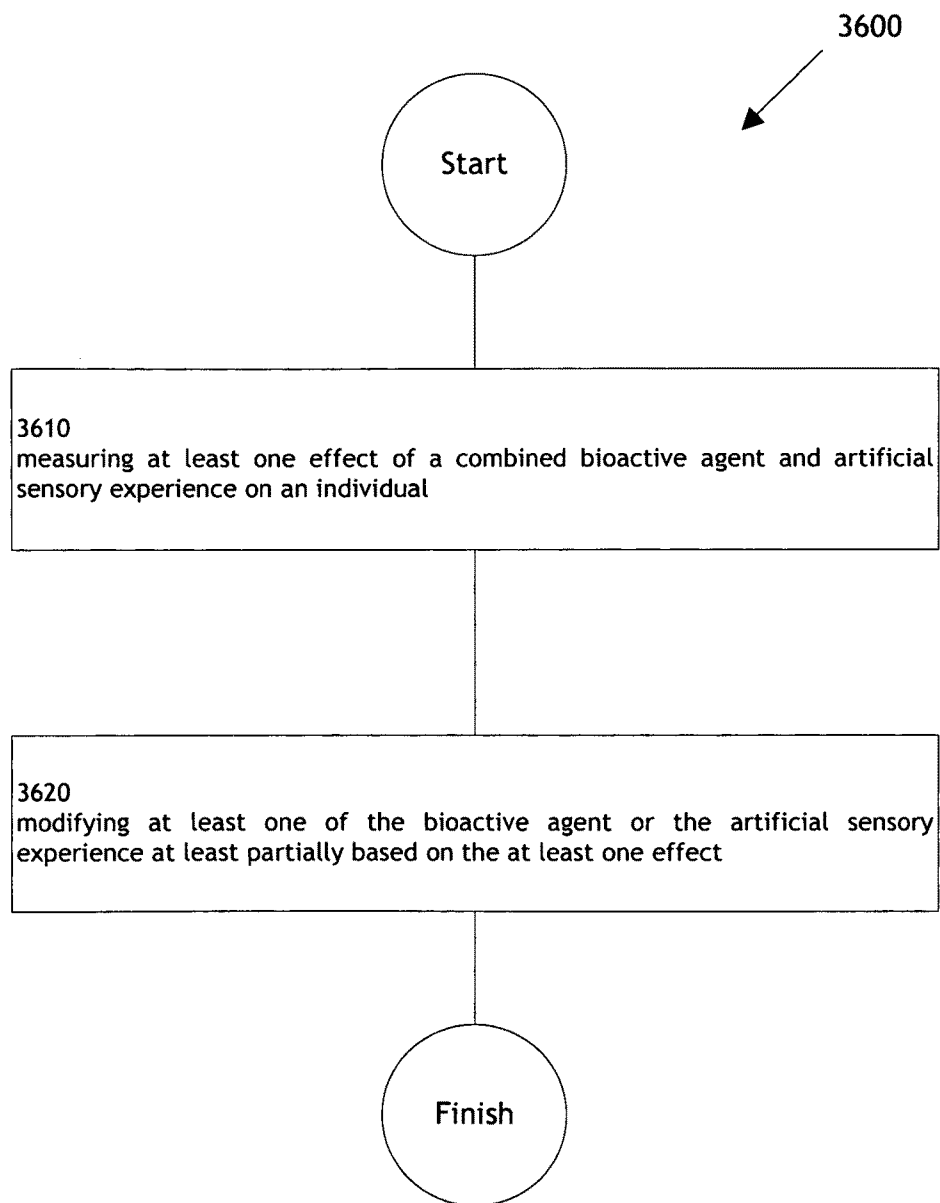 3600
Start
3610
measuring at least one effect of a combined bioactive agent and artificial
sensory experience on an individual
3620
modifying at least one of the bioactive agent or the artificial sensory
experience at least partially based on the at least one effect
Finish